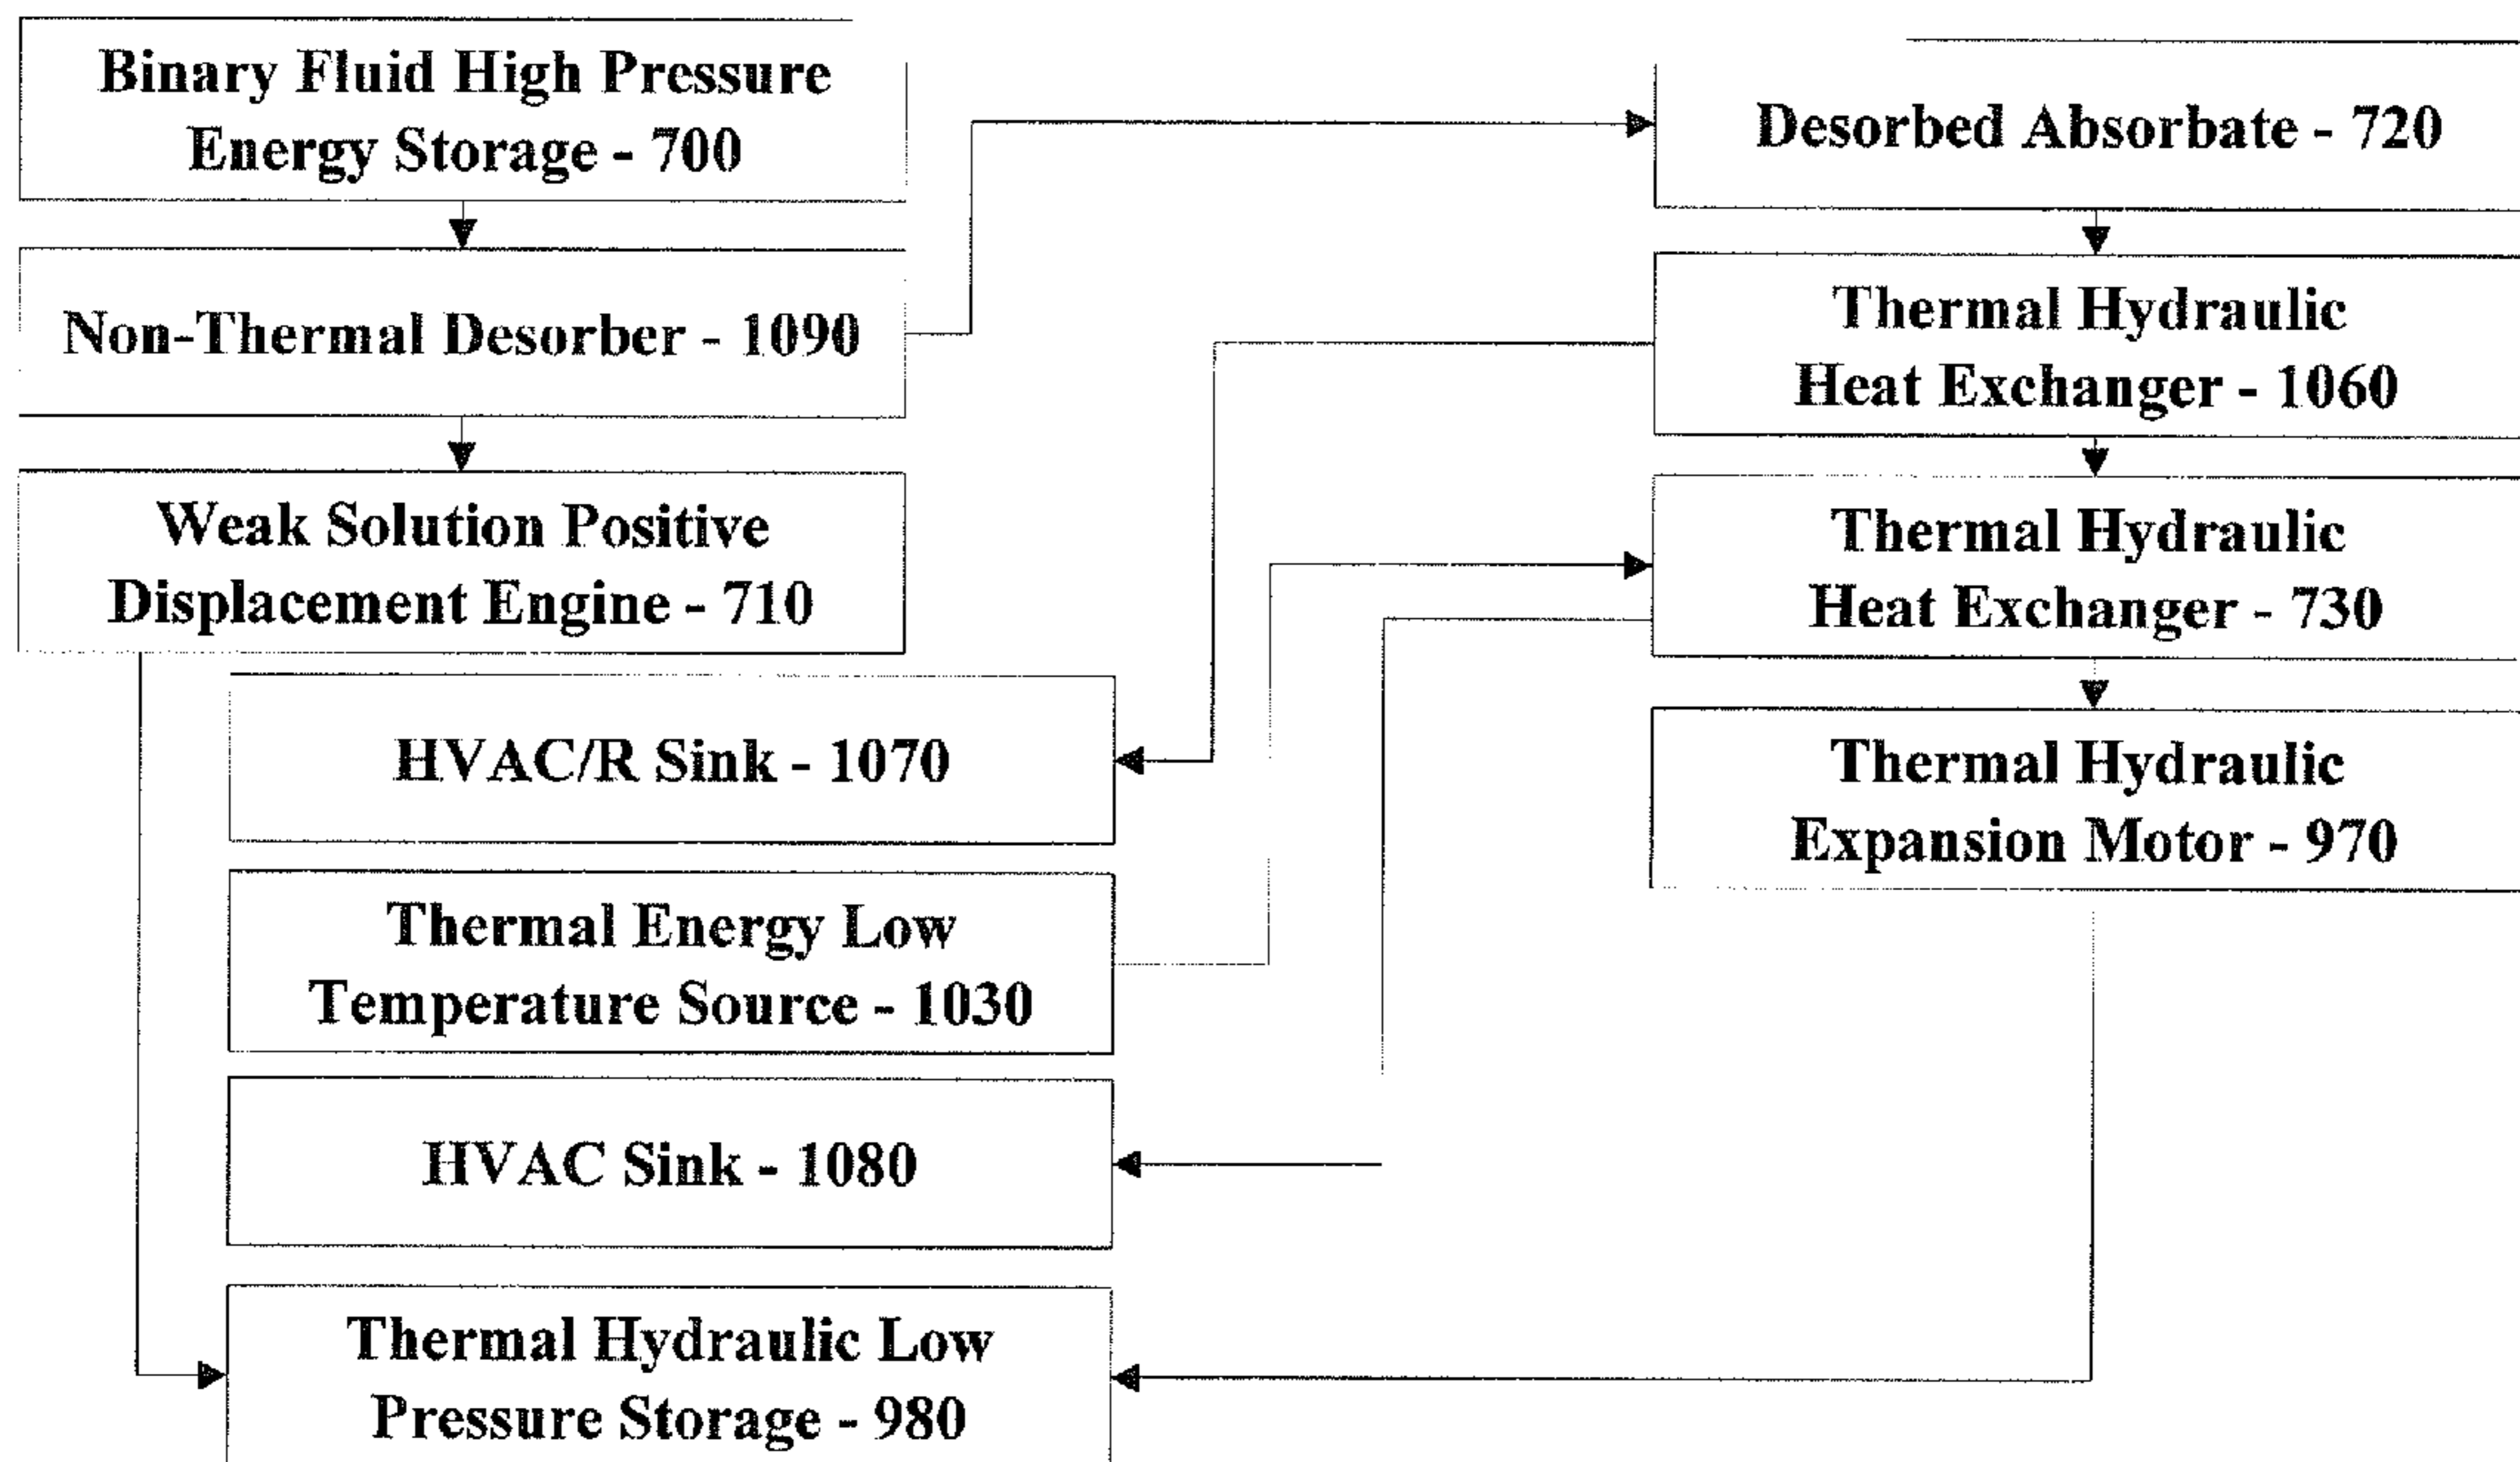 Binary Fluid High Pressure
Energy Storage - 700
Non-Thermal Desorber - 1090
Weak Solution Positive
Displacement Engine - 710
HVAC/R Sink - 1070
Thermal Energy Low
Temperature Source - 1030
HVAC Sink - 1080
Thermal Hydraulic Low
Pressure Storage - 980
Desorbed Absorbate - 720
Thermal Hydraulic
Heat Exchanger - 1060
Thermal Hydraulic
Heat Exchanger - 730
Thermal Hydraulic
Expansion Motor - 970